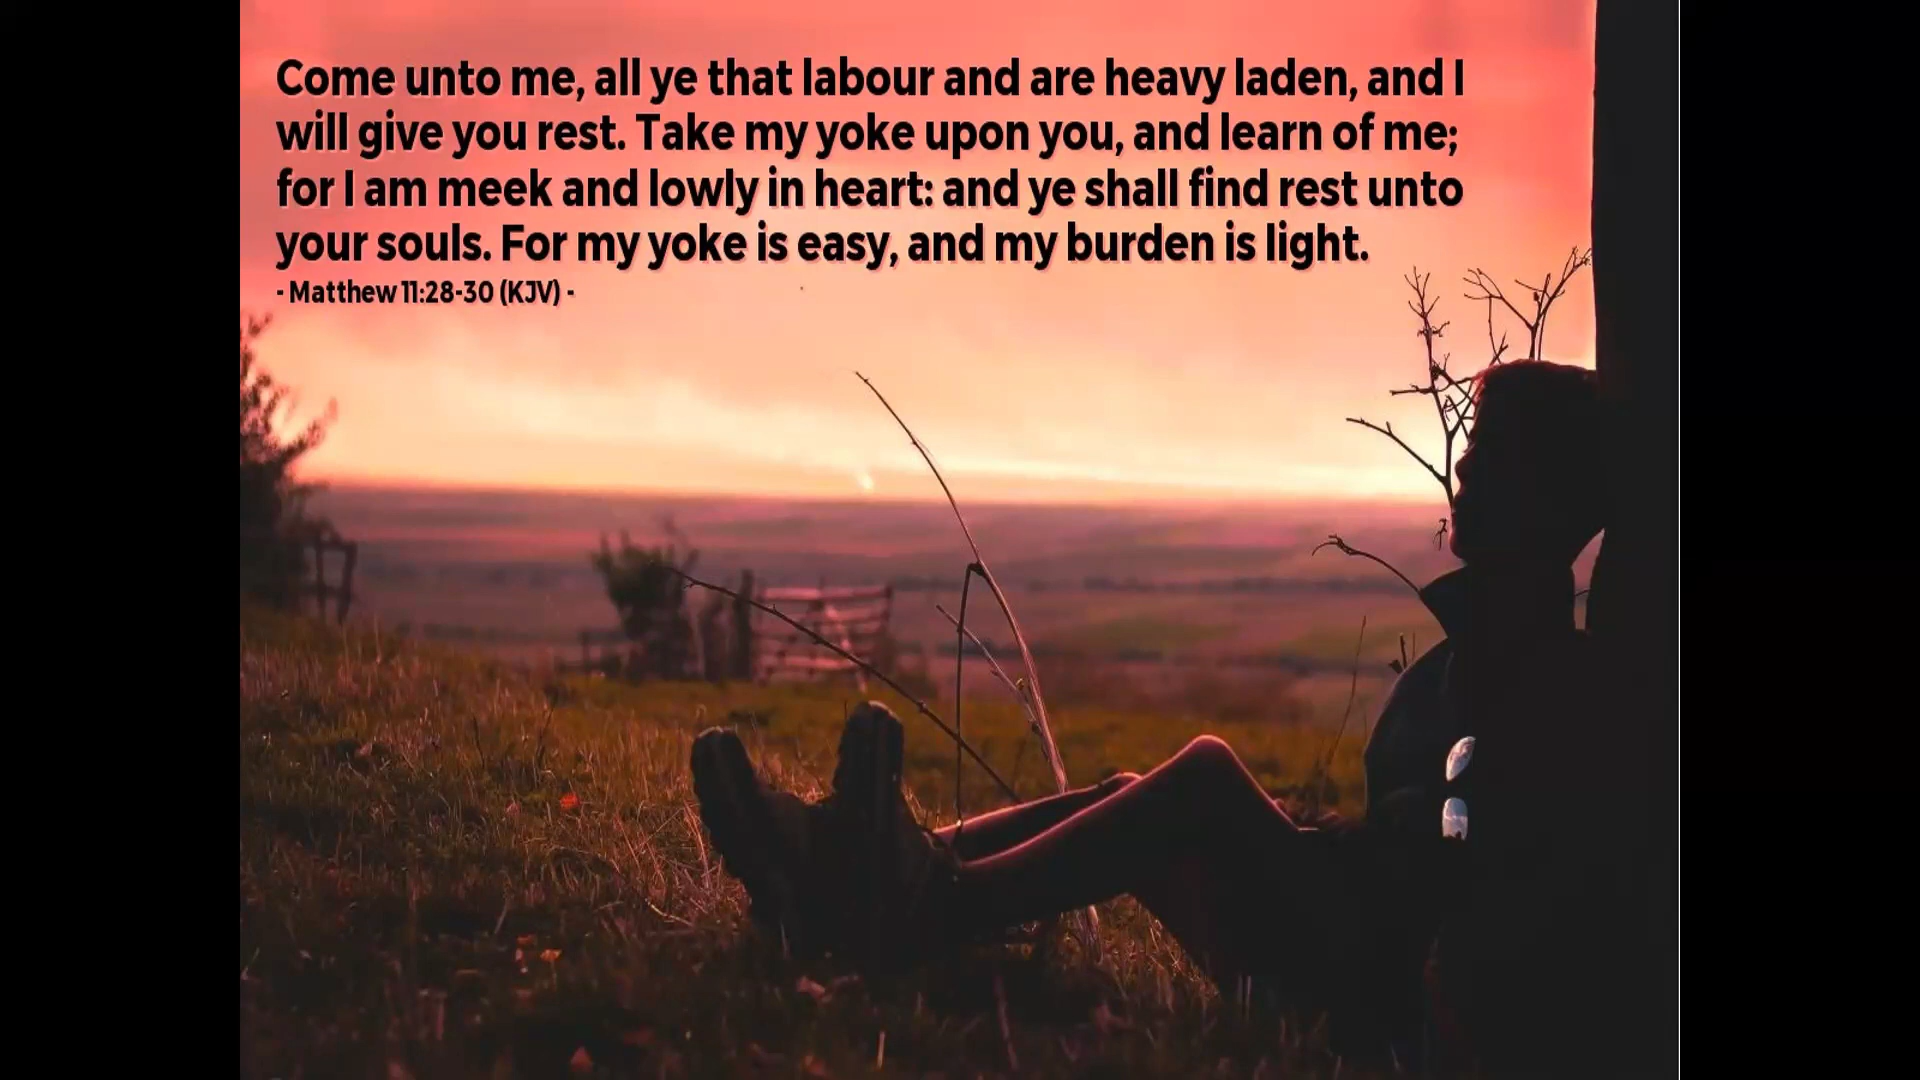 Come unto me, all ye that labour and are heavy laden, and I
will give you rest. Take my yoke upon you, and learn of me;
for I am meek and lowly in heart: and ye shall find rest unto
your souls. For my yoke is easy, and my burden is light.
- Matthew 11:28-30 (KJV) -